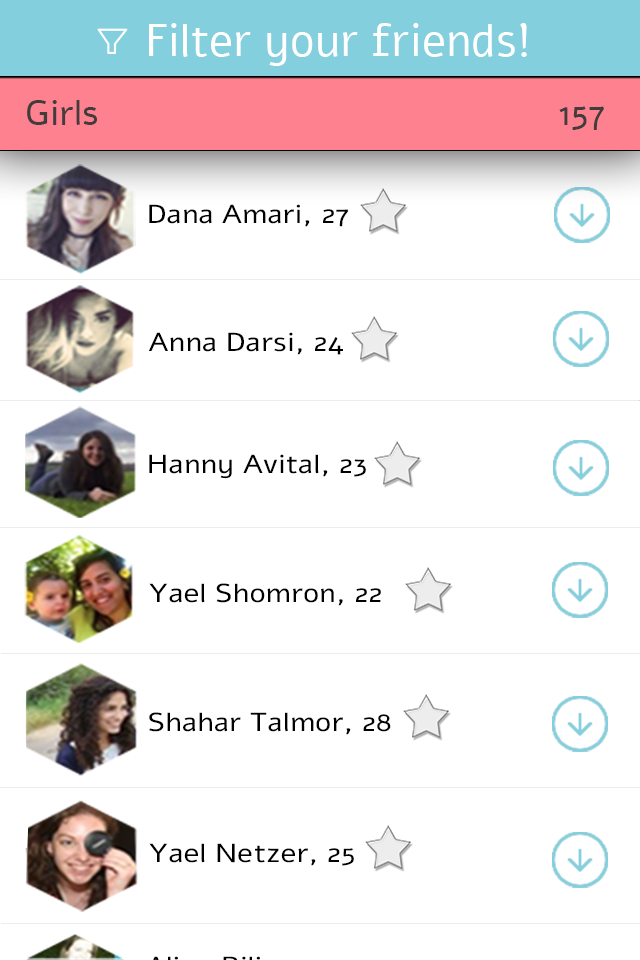 Filter your friends!
Girls 157
Dana Amari, 27
Anna Darsi, 24
Hanny Avital, 23
Yael Shomron, 22
Shahar Talmor, 28
Yael Netzer, 25